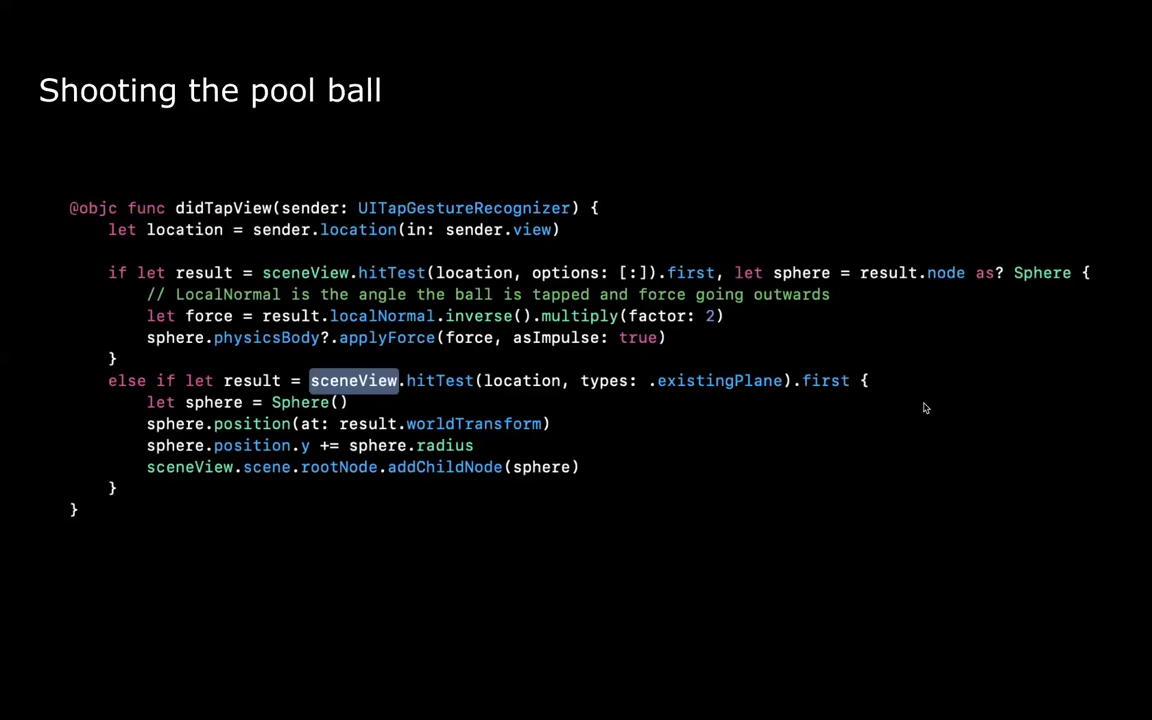 Shooting the pool ball
@objc func didTapView(sender: UITapGestureRecognizer) {
let location = sender.location(in: sender.view)
if let result = sceneView.hitTest(location, options: [:]).first, let sphere = result.node as? Sphere {
// LocalNormal is the angle the ball is tapped and force going outwards
let force = result.localNormal.inverse().multiply(factor: 2)
sphere.physicsBody?.applyForce(force, asImpulse: true)
}
else if let result = sceneView.hitTest(location, types: .existingPlane).first {
let sphere = Sphere()
sphere.position(at: result.worldTransform)
sphere.position.y += sphere.radius
sceneView.scene.rootNode.addChildNode(sphere)
}
}